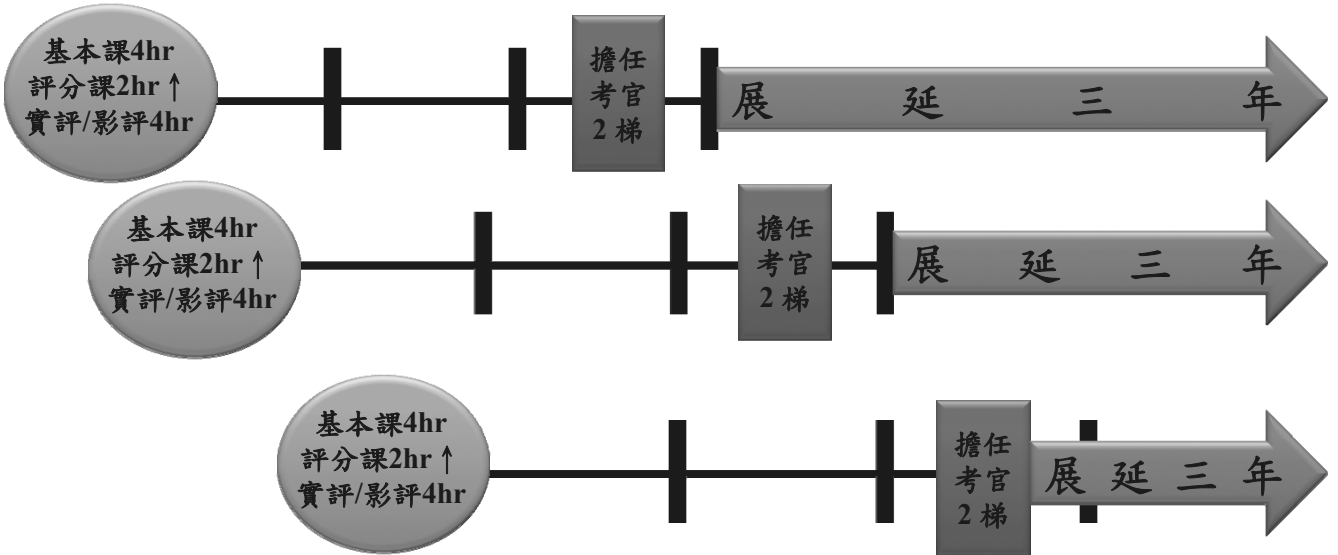 基本課4hr
評分課2hr↑
實評/影評4hr
擔任
考官
2梯
展延三年
基本課4hr
評分課2hr↑
實評/影評4hr
擔任
考官
2梯
展延三年
基本課4hr
評分課2hr↑
實評/影評4hr
擔任
考官
2梯
展延三年